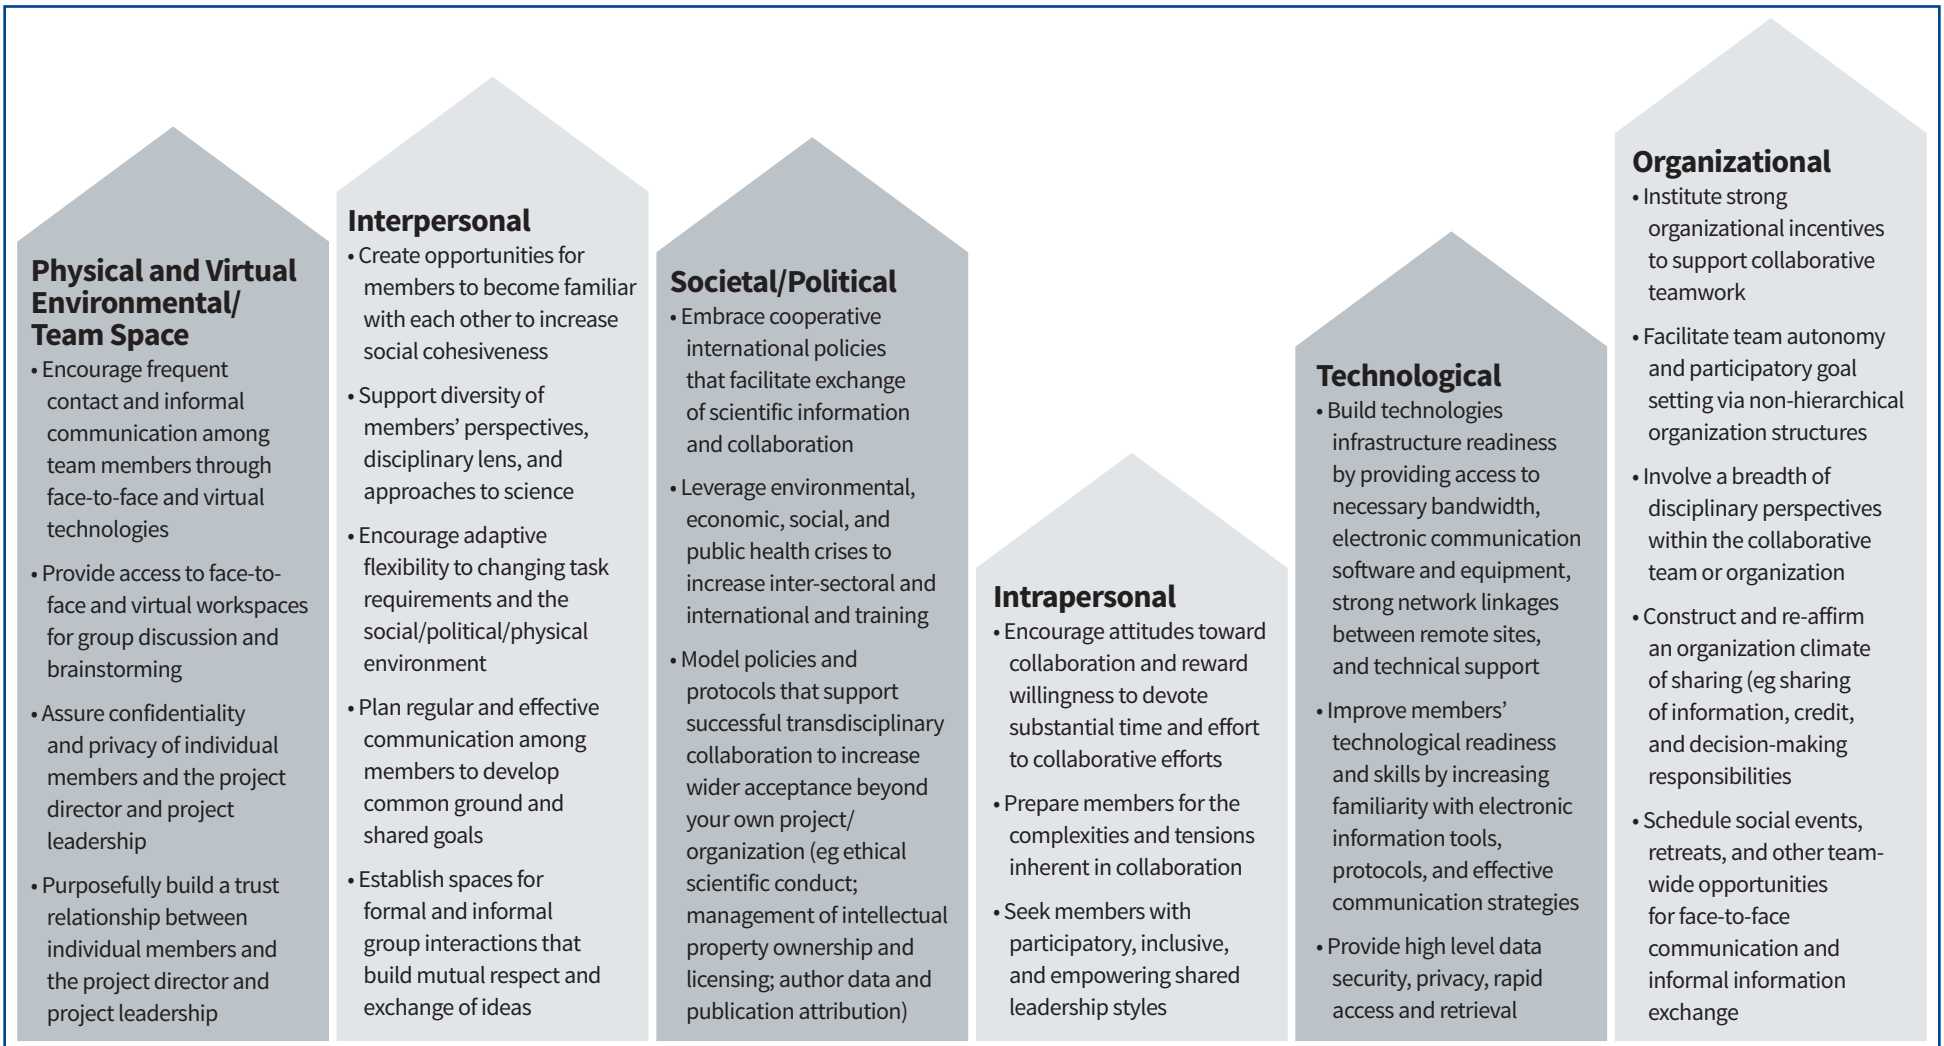 Physical and Virtual
Environmental/
Team Space
• Encourage frequent
contact and informal
communication among
team members through
face-to-face and virtual
technologies
• Provide access to face-to-
face and virtual workspaces
for group discussion and
brainstorming
• Assure confidentiality
and privacy of individual
members and the project
director and project
leadership
• Purposefully build a trust
relationship between
individual members and
the project director and
project leadership
Interpersonal
• Create opportunities for
members to become familiar
with each other to increase
social cohesiveness
• Support diversity of
members’ perspectives,
disciplinary lens, and
approaches to science
• Encourage adaptive
flexibility to changing task
requirements and the
social/political/physical
environment
• Plan regular and effective
communication among
members to develop
common ground and
shared goals
• Establish spaces for
formal and informal
group interactions that
build mutual respect and
exchange of ideas
Societal/Political
• Embrace cooperative
international policies
that facilitate exchange
of scientific information
and collaboration
• Leverage environmental,
economic, social, and
public health crises to
increase inter-sectoral and
international and training
• Model policies and
protocols that support
successful transdisciplinary
collaboration to increase
wider acceptance beyond
your own project/
organization (eg ethical
scientific conduct;
management of intellectual
property ownership and
licensing; author data and
publication attribution)
Intrapersonal
• Encourage attitudes toward
collaboration and reward
willingness to devote
substantial time and effort
to collaborative efforts
• Prepare members for the
complexities and tensions
inherent in collaboration
• Seek members with
participatory, inclusive,
and empowering shared
leadership styles
Technological
• Build technologies
infrastructure readiness
by providing access to
necessary bandwidth,
electronic communication
software and equipment,
strong network linkages
between remote sites,
and technical support
• Improve members’
technological readiness
and skills by increasing
familiarity with electronic
information tools,
protocols, and effective
communication strategies
• Provide high level data
security, privacy, rapid
access and retrieval
Organizational
• Institute strong
organizational incentives
to support collaborative
teamwork
• Facilitate team autonomy
and participatory goal
setting via non-hierarchical
organization structures
• Involve a breadth of
disciplinary perspectives
within the collaborative
team or organization
• Construct and re-affirm
an organization climate
of sharing (eg sharing
of information, credit,
and decision-making
responsibilities
• Schedule social events,
retreats, and other team-
wide opportunities
for face-to-face
communication and
informal information
exchange